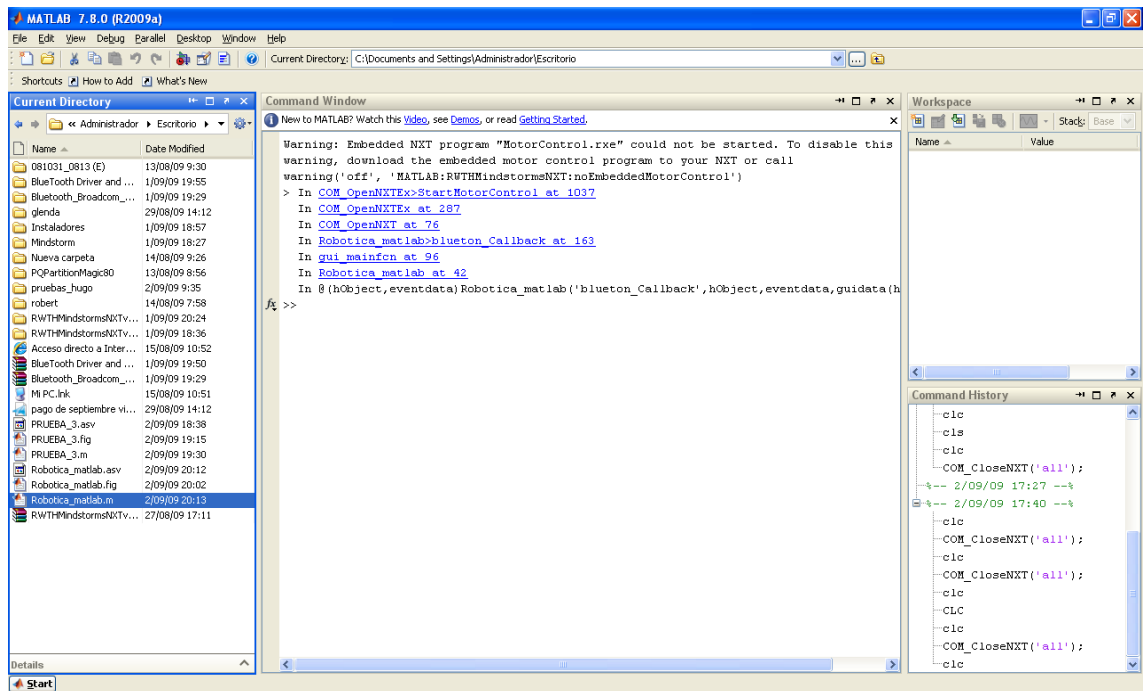 MATLAB 7.8.0 (R2009a)
File Edit View Debug Parallel Desktop Window Help
Current Directory: C:\Documents and Settings\Administrador\Escritorio
Shortcuts How to Add What's New
Current Directory
« Administrador Escritorio
Name Date Modified
081031_0813 (E) 13/08/09 9:30
BlueTooth Driver and ... 1/09/09 19:55
Bluetooth_Broadcom_... 1/09/09 19:29
glenda 29/08/09 14:12
Instaladores 1/09/09 18:57
Mindstorm 1/09/09 18:27
Nueva carpeta 14/08/09 9:26
PQPartitionMagic80 13/08/09 8:56
pruebas_hugo 2/09/09 9:35
robert 14/08/09 7:58
RWTHMindstormsNXTv... 1/09/09 20:24
RWTHMindstormsNXTv... 1/09/09 18:36
Acceso directo a Inter... 15/08/09 10:52
BlueTooth Driver and ... 1/09/09 19:50
Bluetooth_Broadcom_... 1/09/09 19:29
Mi PC.lnk 15/08/09 10:51
pago de septiembre vi... 29/08/09 14:12
PRUEBA_3.asv 2/09/09 18:38
PRUEBA_3.fig 2/09/09 19:15
PRUEBA_3.m 2/09/09 19:30
Robotica_matlab.asv 2/09/09 20:12
Robotica_matlab.fig 2/09/09 20:02
Robotica_matlab.m 2/09/09 20:13
RWTHMindstormsNXTv... 27/08/09 17:11
Details
Start
Command Window
New to MATLAB? Watch this Video, see Demos, or read Getting Started.
Warning: Embedded NXT program "MotorControl.rxe" could not be started. To disable this
warning, download the embedded motor control program to your NXT or call
warning('off', 'MATLAB:RWTHMindstormsNXT:noEmbeddedMotorControl')
> In COM_OpenNXTEx>StartMotorControl at 1037
In COM_OpenNXTEx at 287
In COM_OpenNXT at 76
In Robotica_matlab>blueton_Callback at 163
In gui_mainfcn at 96
In Robotica_matlab at 42
In @(hObject,eventdata)Robotica_matlab('blueton_Callback',hObject,eventdata,guidata(h
fx >>
Workspace
Stack: Base
Name Value
Command History
clc
cls
clc
COM_CloseNXT('all');
%-- 2/09/09 17:27 --%
%-- 2/09/09 17:40 --%
clc
COM_CloseNXT('all');
clc
COM_CloseNXT('all');
clc
CLC
clc
COM_CloseNXT('all');
clc